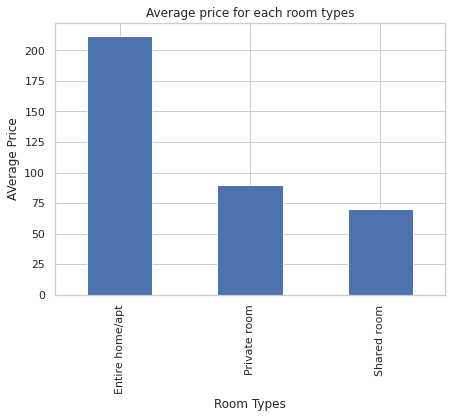 Average price for each room types
200
175
150
125
100
75
50
25
0
AVerage Price
Entire home/apt
Private room
Shared room
Room Types